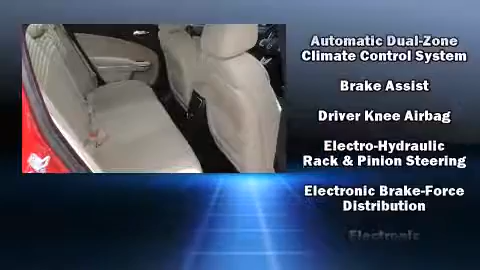 Automatic Dual-Zone
Climate Control System
Brake Assist
Driver Knee Airbag
Electro-Hydraulic
Rack & Pinion Steering
Electronic Brake-Force
Distribution
Electronic